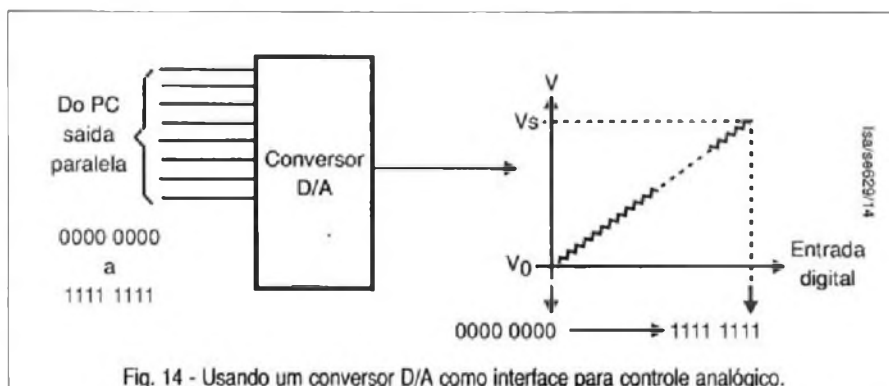 Do PC
saida
paralela
0000 0000
a
1111 1111
Conversor
D/A
V
Vs
V0
Entrada
digital
0000 0000
1111 1111
lsa/se629/14
Fig. 14 - Usando um conversor D/A como interface para controle analógico.